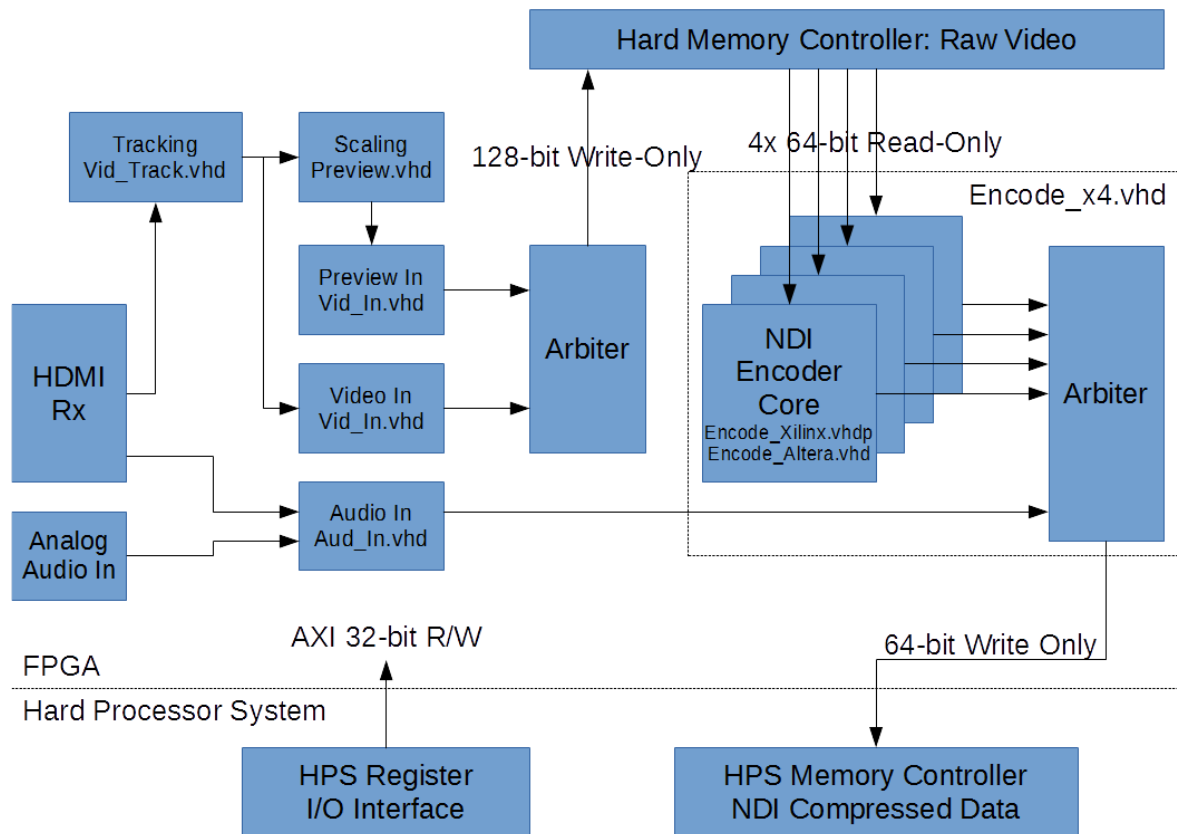 Hard Memory Controller: Raw Video
Tracking
Vid_Track.vhd
Scaling
Preview.vhd
128-bit Write-Only
4x 64-bit Read-Only
Encode_x4.vhd
Preview In
Vid_In.vhd
Arbiter
HDMI
Rx
Video In
Vid_In.vhd
NDI
Encoder
Core
Encode_Xilinx.vhdp
Encode_Altera.vhd
Arbiter
Audio In
Aud_In.vhd
Analog
Audio In
AXI 32-bit R/W
64-bit Write Only
FPGA
Hard Processor System
HPS Register
I/O Interface
HPS Memory Controller
NDI Compressed Data